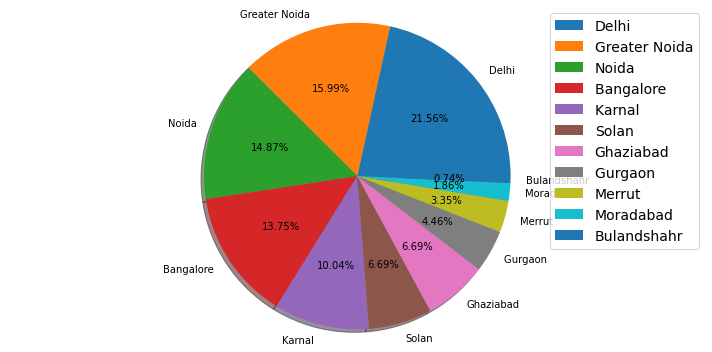 Greater Noida
Delhi
Noida
Bangalore
Karnal
Solan
Ghaziabad
Gurgaon
Merrut
Moradabad
Bulandshahr
21.56%
15.99%
14.87%
13.75%
10.04%
6.69%
6.69%
4.46%
3.35%
1.86%
0.74%
Delhi
Greater Noida
Noida
Bangalore
Karnal
Solan
Ghaziabad
Gurgaon
Merrut
Moradabad
Bulandshahr